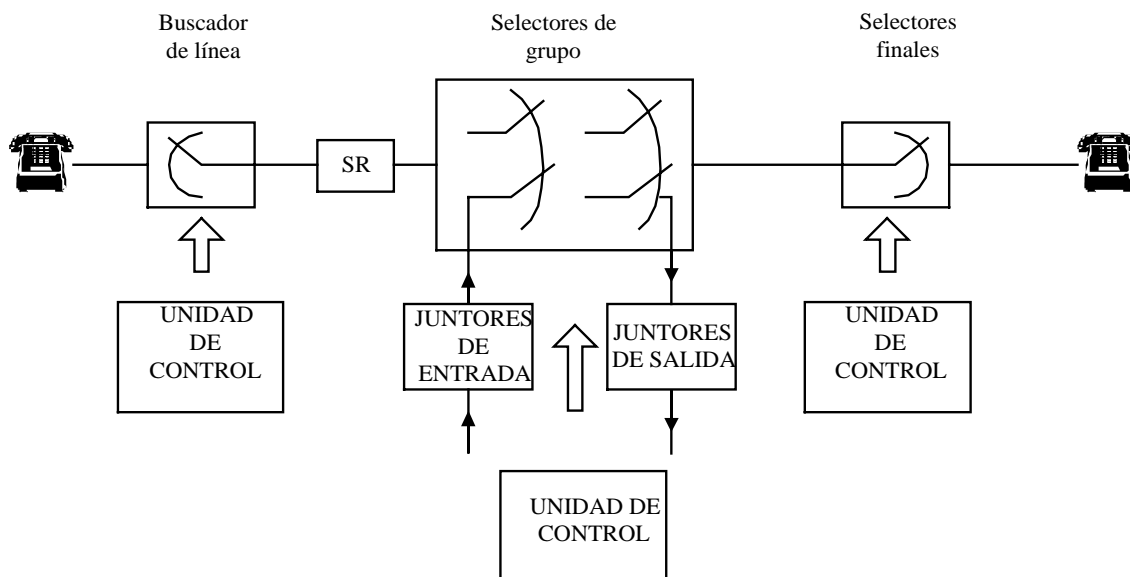 Buscador
de línea
Selectores de
grupo
Selectores
finales
SR
UNIDAD
DE
CONTROL
JUNTORES
DE
ENTRADA
JUNTORES
DE SALIDA
UNIDAD
DE
CONTROL
UNIDAD DE
CONTROL